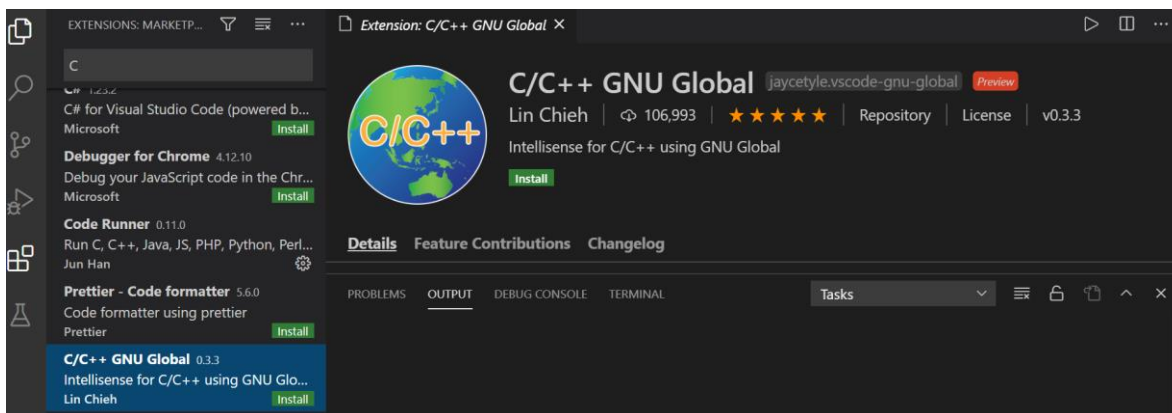 EXTENSIONS: MARKETP...
C
C# 1.23.2
C# for Visual Studio Code (powered b...
Microsoft
Install
Debugger for Chrome 4.12.10
Debug your JavaScript code in the Chr...
Microsoft
Install
Code Runner 0.11.0
Run C, C++, Java, JS, PHP, Python, Perl...
Jun Han
Prettier - Code formatter 5.6.0
Code formatter using prettier
Prettier
Install
C/C++ GNU Global 0.3.3
Intellisense for C/C++ using GNU Glo...
Lin Chieh
Install
Extension: C/C++ GNU Global
C/C++
C/C++ GNU Global jaycetyle.vscode-gnu-global Preview
Lin Chieh 106,993 Repository License v0.3.3
Intellisense for C/C++ using GNU Global
Install
Details Feature Contributions Changelog
PROBLEMS OUTPUT DEBUG CONSOLE TERMINAL Tasks